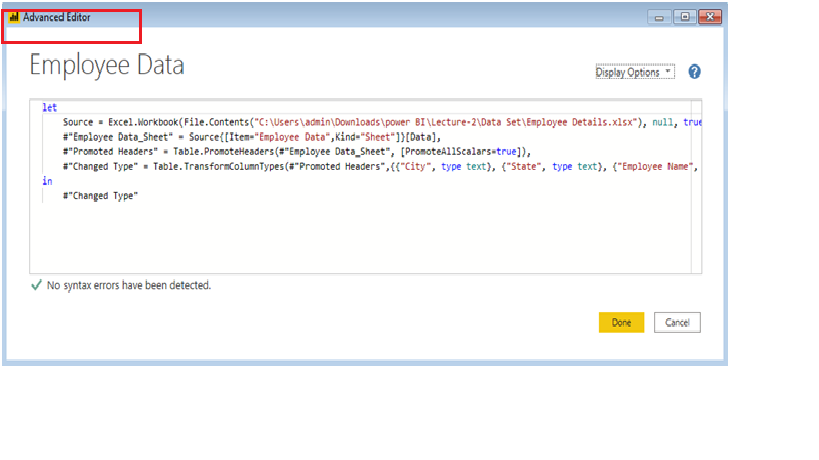 Advanced Editor
Employee Data
Display Options
?
let
Source = Excel.Workbook(File.Contents("C:\Users\admin\Downloads\power BI\Lecture-2\Data Set\Employee Details.xlsx"), null, true
#"Employee Data_Sheet" = Source{[Item="Employee Data",Kind="Sheet"]}[Data],
#"Promoted Headers" = Table.PromoteHeaders(#"Employee Data_Sheet", [PromoteAllScalars=true]),
#"Changed Type" = Table.TransformColumnTypes(#"Promoted Headers",{{"City", type text}, {"State", type text}, {"Employee Name",
in
#"Changed Type"
No syntax errors have been detected.
Done Cancel